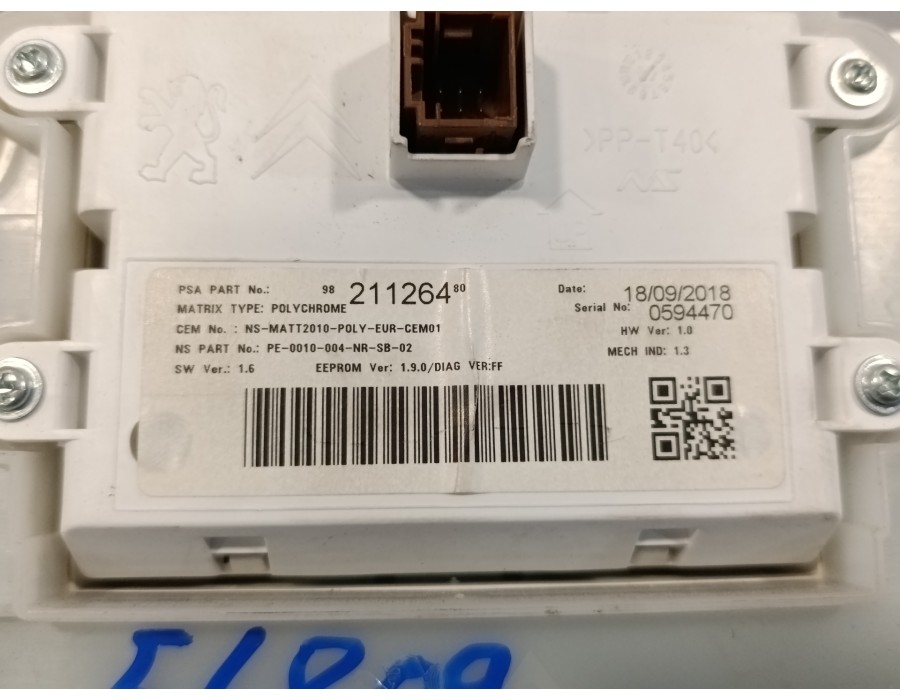 >PP-T40<
PSA PART No.: 98 211264 80
Date: 18/09/2018
MATRIX TYPE: POLYCHROME
Serial No: 0594470
CEM No. : NS-MATT2010-POLY-EUR-CEM01
HW Ver: 1.0
NS PART No.: PE-0010-004-NR-SB-02
MECH IND: 1.3
SW Ver.: 1.6 EEPROM Ver: 1.9.0/DIAG VER:FF